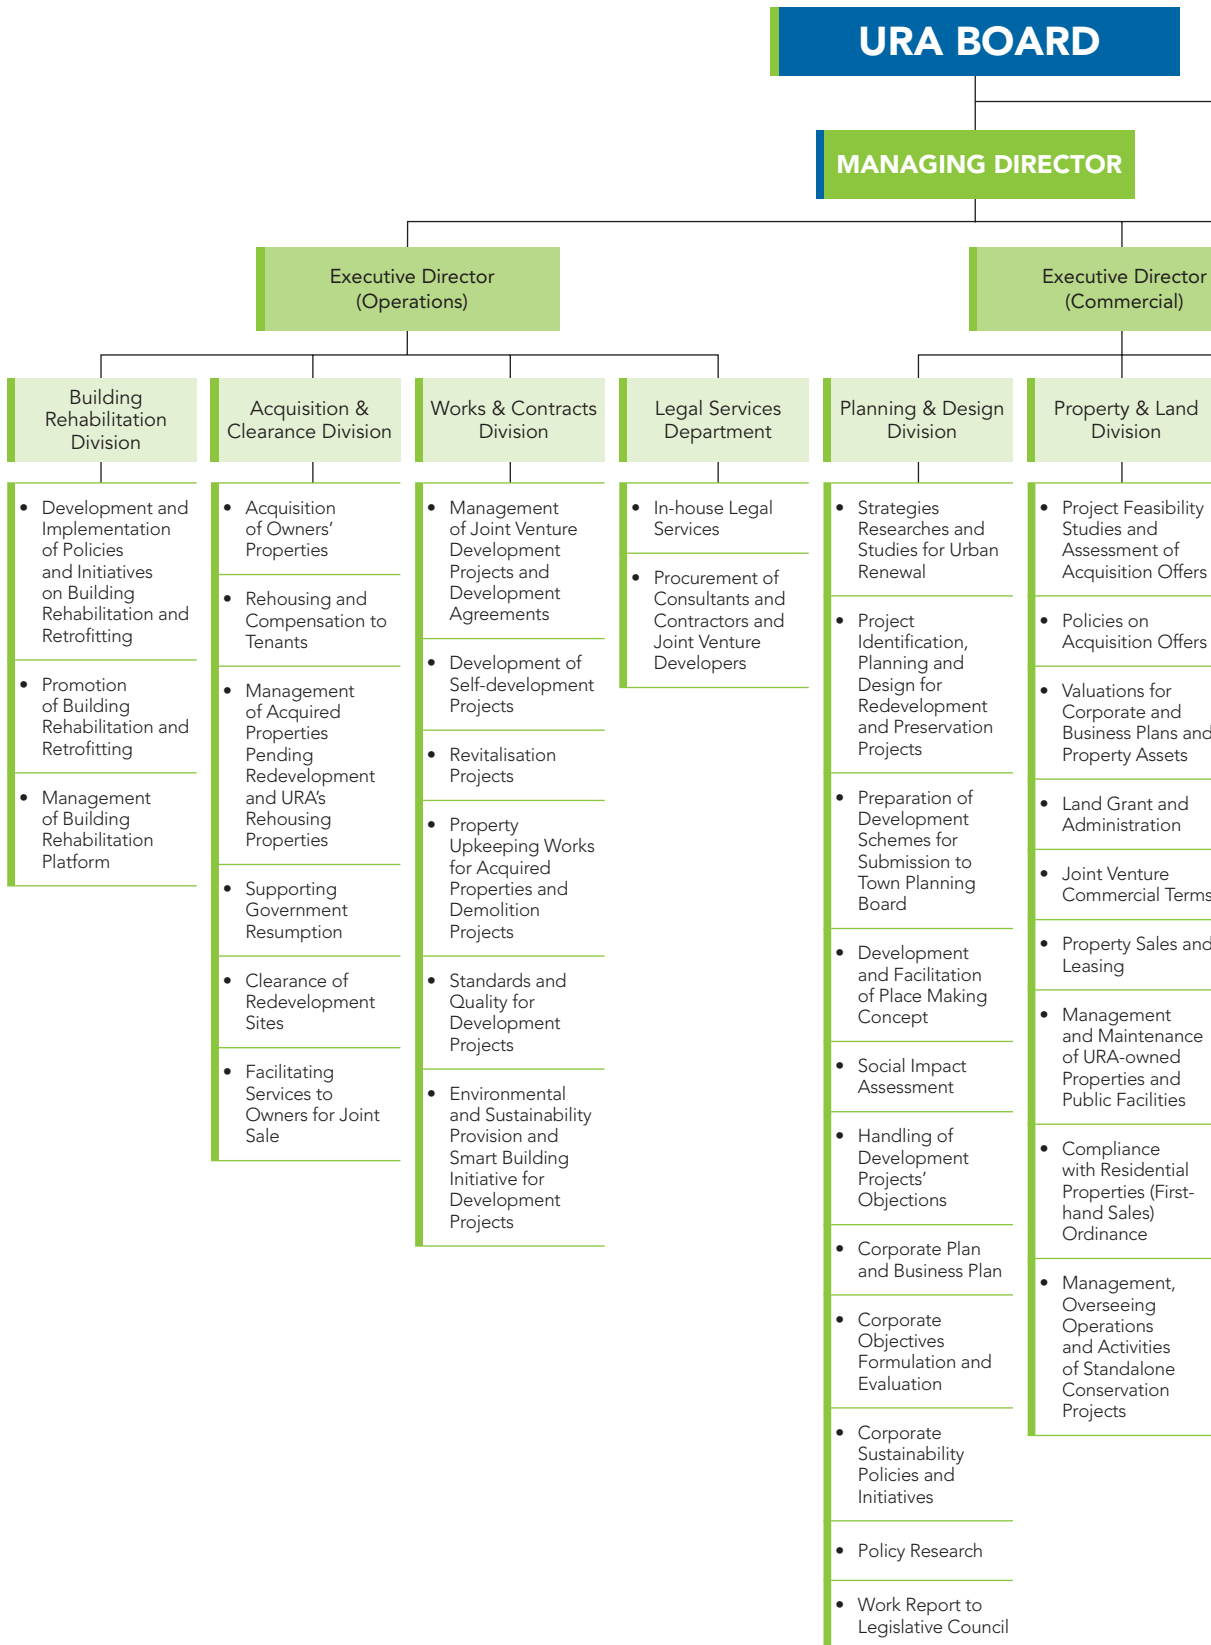 URA BOARD
MANAGING DIRECTOR
Executive Director
(Operations)
Executive Director
(Commercial)
Building
Rehabilitation
Division
Acquisition &
Clearance Division
Works & Contracts
Division
Legal Services
Department
Planning & Design
Division
Property & Land
Division
• Development and
Implementation
of Policies
and Initiatives
on Building
Rehabilitation and
Retrofitting
• Promotion
of Building
Rehabilitation and
Retrofitting
• Management
of Building
Rehabilitation
Platform
• Acquisition
of Owners’
Properties
• Rehousing and
Compensation to
Tenants
• Management
of Acquired
Properties
Pending
Redevelopment
and URA’s
Rehousing
Properties
• Supporting
Government
Resumption
• Clearance of
Redevelopment
Sites
• Facilitating
Services to
Owners for Joint
Sale
• Management
of Joint Venture
Development
Projects and
Development
Agreements
• Development of
Self-development
Projects
• Revitalisation
Projects
• Property
Upkeeping Works
for Acquired
Properties and
Demolition
Projects
• Standards and
Quality for
Development
Projects
• Environmental
and Sustainability
Provision and
Smart Building
Initiative for
Development
Projects
• In-house Legal
Services
• Procurement of
Consultants and
Contractors and
Joint Venture
Developers
• Strategies
Researches and
Studies for Urban
Renewal
• Project
Identification,
Planning and
Design for
Redevelopment
and Preservation
Projects
• Preparation of
Development
Schemes for
Submission to
Town Planning
Board
• Development
and Facilitation
of Place Making
Concept
• Social Impact
Assessment
• Handling of
Development
Projects’
Objections
• Corporate Plan
and Business Plan
• Corporate
Objectives
Formulation and
Evaluation
• Corporate
Sustainability
Policies and
Initiatives
• Policy Research
• Work Report to
Legislative Council
• Project Feasibility
Studies and
Assessment of
Acquisition Offers
• Policies on
Acquisition Offers
• Valuations for
Corporate and
Business Plans and
Property Assets
• Land Grant and
Administration
• Joint Venture
Commercial Terms
• Property Sales and
Leasing
• Management
and Maintenance
of URA-owned
Properties and
Public Facilities
• Compliance
with Residential
Properties (First-
hand Sales)
Ordinance
• Management,
Overseeing
Operations
and Activities
of Standalone
Conservation
Projects